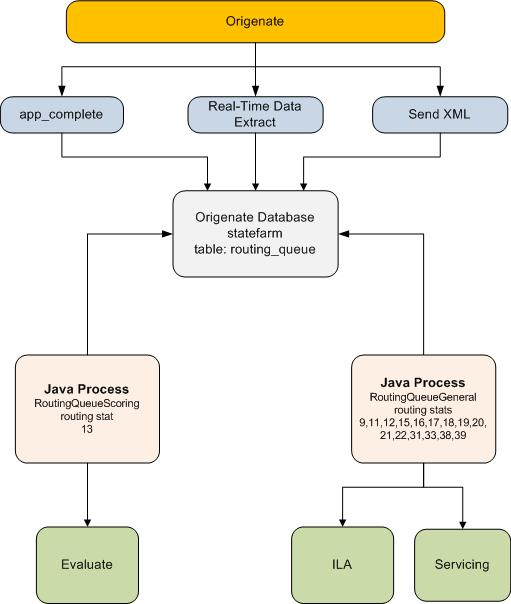 Origenate
app_complete
Real-Time Data
Extract
Send XML
Origenate Database
statefarm
table: routing_queue
Java Process
RoutingQueueScoring
routing stat
13
Java Process
RoutingQueueGeneral
routing stats
9,11,12,15,16,17,18,19,20,
21,22,31,33,38,39
Evaluate
ILA
Servicing